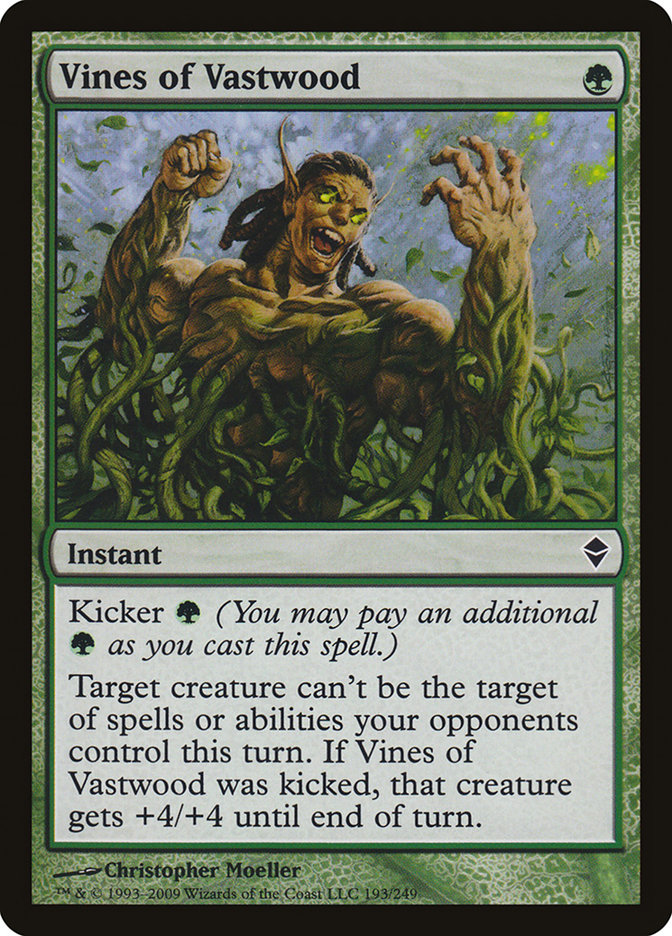 Vines of Vastwood
Instant
Kicker (You may pay an additional
as you cast this spell.)
Target creature can't be the target
of spells or abilities your opponents
control this turn. If Vines of
Vastwood was kicked, that creature
gets +4/+4 until end of turn.
Christopher Moeller
™ & © 1993–2009 Wizards of the Coast LLC 193/249